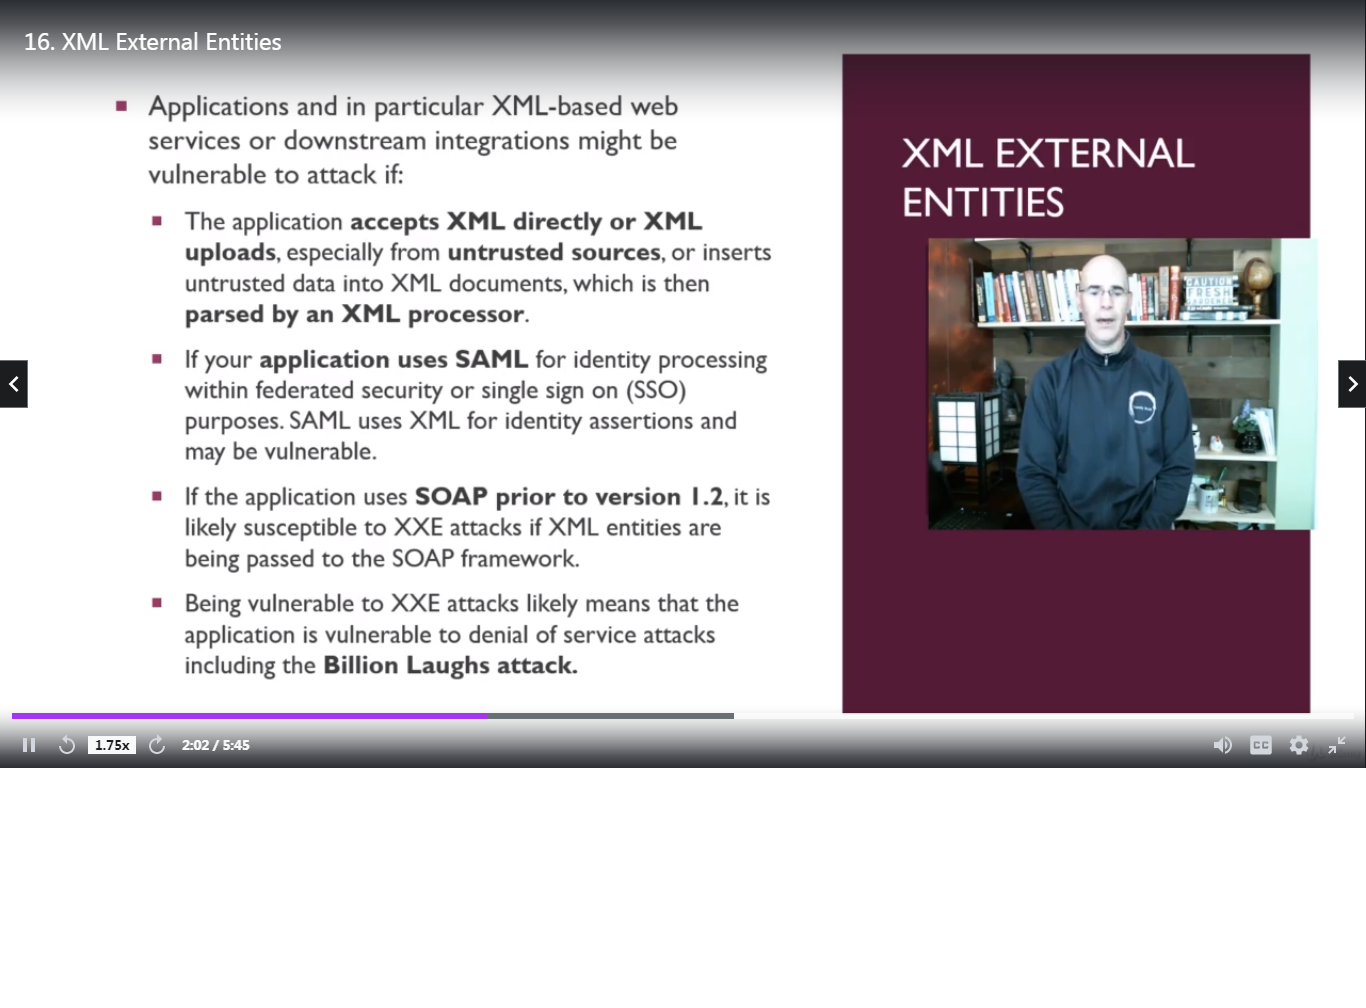 16. XML External Entities
Applications and in particular XML-based web
services or downstream integrations might be
vulnerable to attack if:
The application accepts XML directly or XML
uploads, especially from untrusted sources, or inserts
untrusted data into XML documents, which is then
parsed by an XML processor.
If your application uses SAML for identity processing
within federated security or single sign on (SSO)
purposes. SAML uses XML for identity assertions and
may be vulnerable.
If the application uses SOAP prior to version 1.2, it is
likely susceptible to XXE attacks if XML entities are
being passed to the SOAP framework.
Being vulnerable to XXE attacks likely means that the
application is vulnerable to denial of service attacks
including the Billion Laughs attack.
XML EXTERNAL
ENTITIES
CAUTION
FRESH
GARDENER
1.75x
2:02 / 5:45
CC